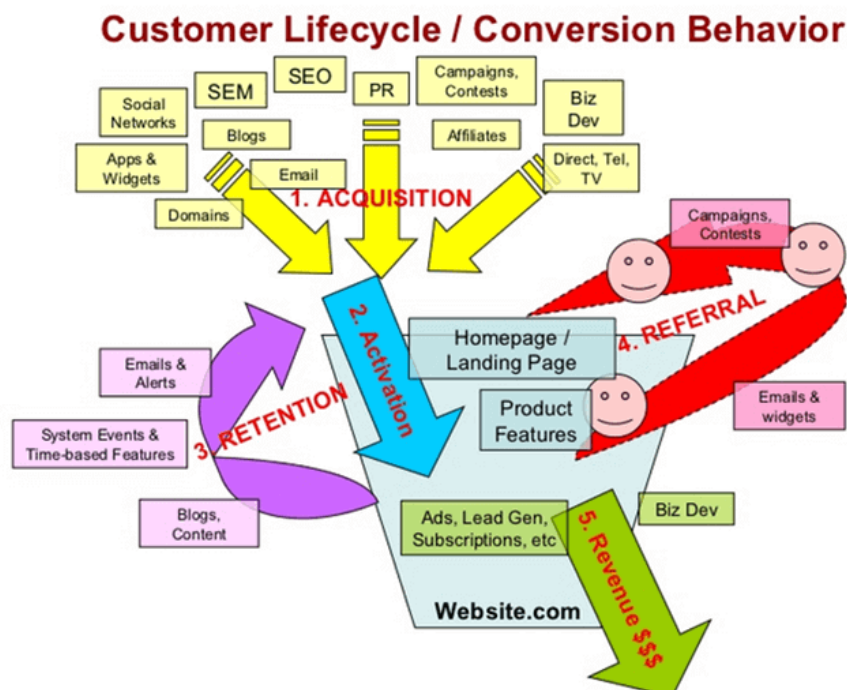 Customer Lifecycle / Conversion Behavior
SEO
SEM
PR
Campaigns,
Contests
Social
Networks
Biz
Dev
Blogs
Affiliates
Apps &
Widgets
Email
Direct, Tel,
TV
Domains
1. ACQUISITION
Campaigns,
Contests
2. Activation
Homepage /
Landing Page
4. REFERRAL
Emails &
Alerts
3. RETENTION
Product
Features
Emails &
widgets
System Events &
Time-based Features
Blogs,
Content
Ads, Lead Gen,
Subscriptions, etc
Biz Dev
5. Revenue $$$
Website.com